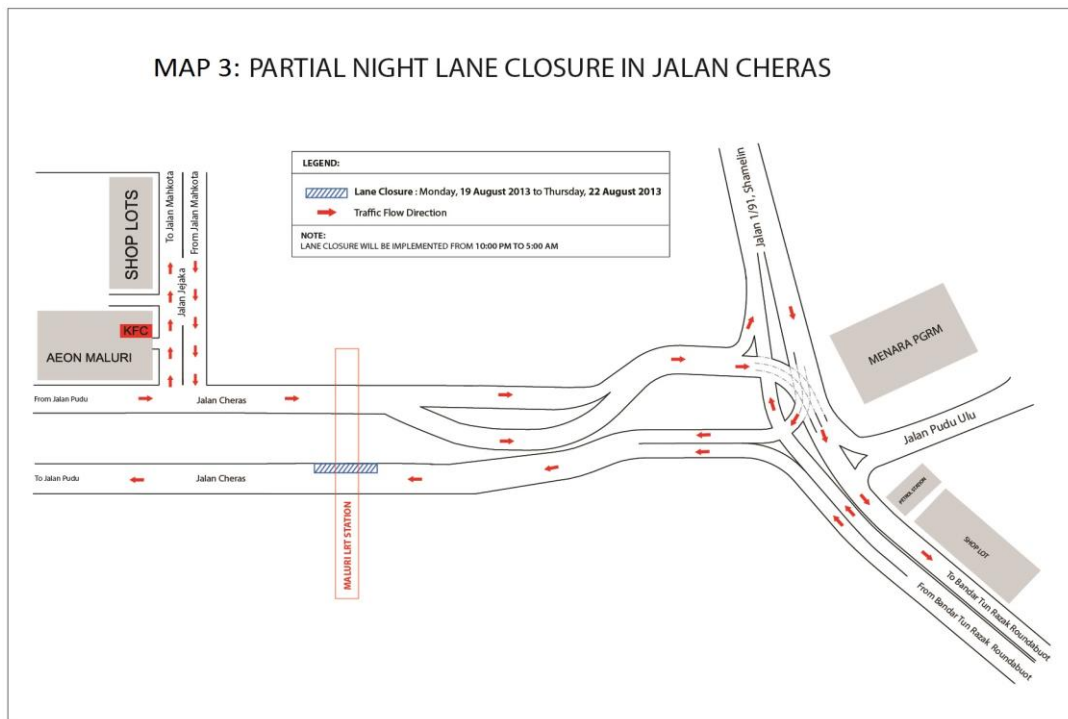 MAP 3: PARTIAL NIGHT LANE CLOSURE IN JALAN CHERAS
LEGEND:
Lane Closure : Monday, 19 August 2013 to Thursday, 22 August 2013
Traffic Flow Direction
NOTE:
LANE CLOSURE WILL BE IMPLEMENTED FROM 10:00 PM TO 5:00 AM
SHOP LOTS
To Jalan Mahkota
From Jalan Mahkota
Jalan Jejaka
KFC
AEON MALURI
From Jalan Pudu
Jalan Cheras
To Jalan Pudu
Jalan Cheras
MALURI LRT STATION
Jalan 1/91, Shamelin
MENARA PGRM
Jalan Pudu Ulu
PETROL STATION
SHOP LOT
To Bandar Tun Razak Roundabuot
From Bandar Tun Razak Roundabuot